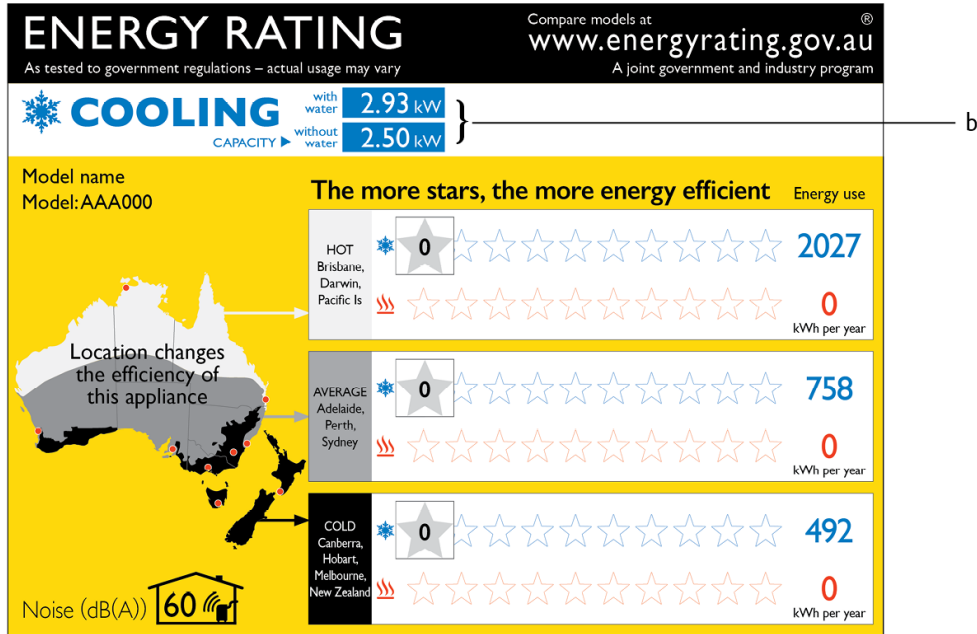 ENERGY RATING
As tested to government regulations – actual usage may vary
Compare models at
®
www.energyrating.gov.au
A joint government and industry program
COOLING
CAPACITY
with
water
2.93 kW
without
water
2.50 kW
b
Model name
Model: AAA000
The more stars, the more energy efficient
Energy use
Location changes
the efficiency of
this appliance
HOT
Brisbane,
Darwin,
Pacific Is
0
2027
0
kWh per year
AVERAGE
Adelaide,
Perth,
Sydney
0
758
0
kWh per year
COLD
Canberra,
Hobart,
Melbourne,
New Zealand
0
492
0
kWh per year
Noise (dB(A))
60